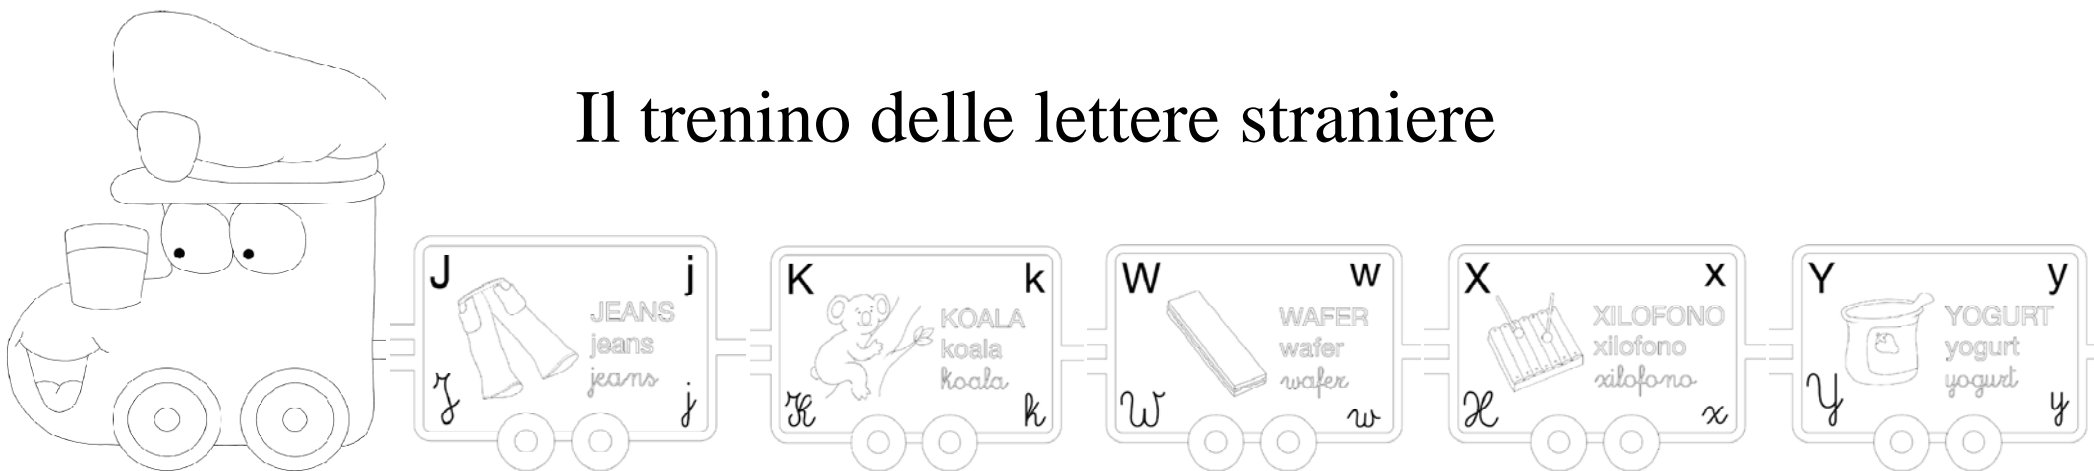 Il trenino delle lettere straniere
J j
JEANS
jeans
jeans
J j
K k
KOALA
koala
koala
K k
W w
WAFER
wafer
wafer
W w
X x
XILOFONO
xilofono
xilofono
X x
Y y
YOGURT
yogurt
yogurt
Y y